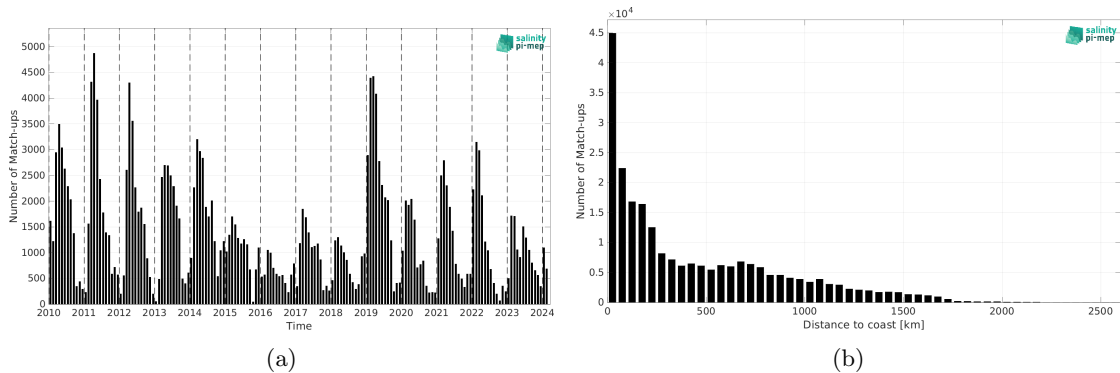 5000
4500
4000
3500
3000
2500
2000
1500
1000
500
0
Number of Match-ups
2010 2011 2012 2013 2014 2015 2016 2017 2018 2019 2020 2021 2022 2023 2024
Time
salinity
pi-mep
(a)
×10⁴
4.5
4
3.5
3
2.5
2
1.5
1
0.5
0
Number of Match-ups
0 500 1000 1500 2000 2500
Distance to coast [km]
salinity
pi-mep
(b)